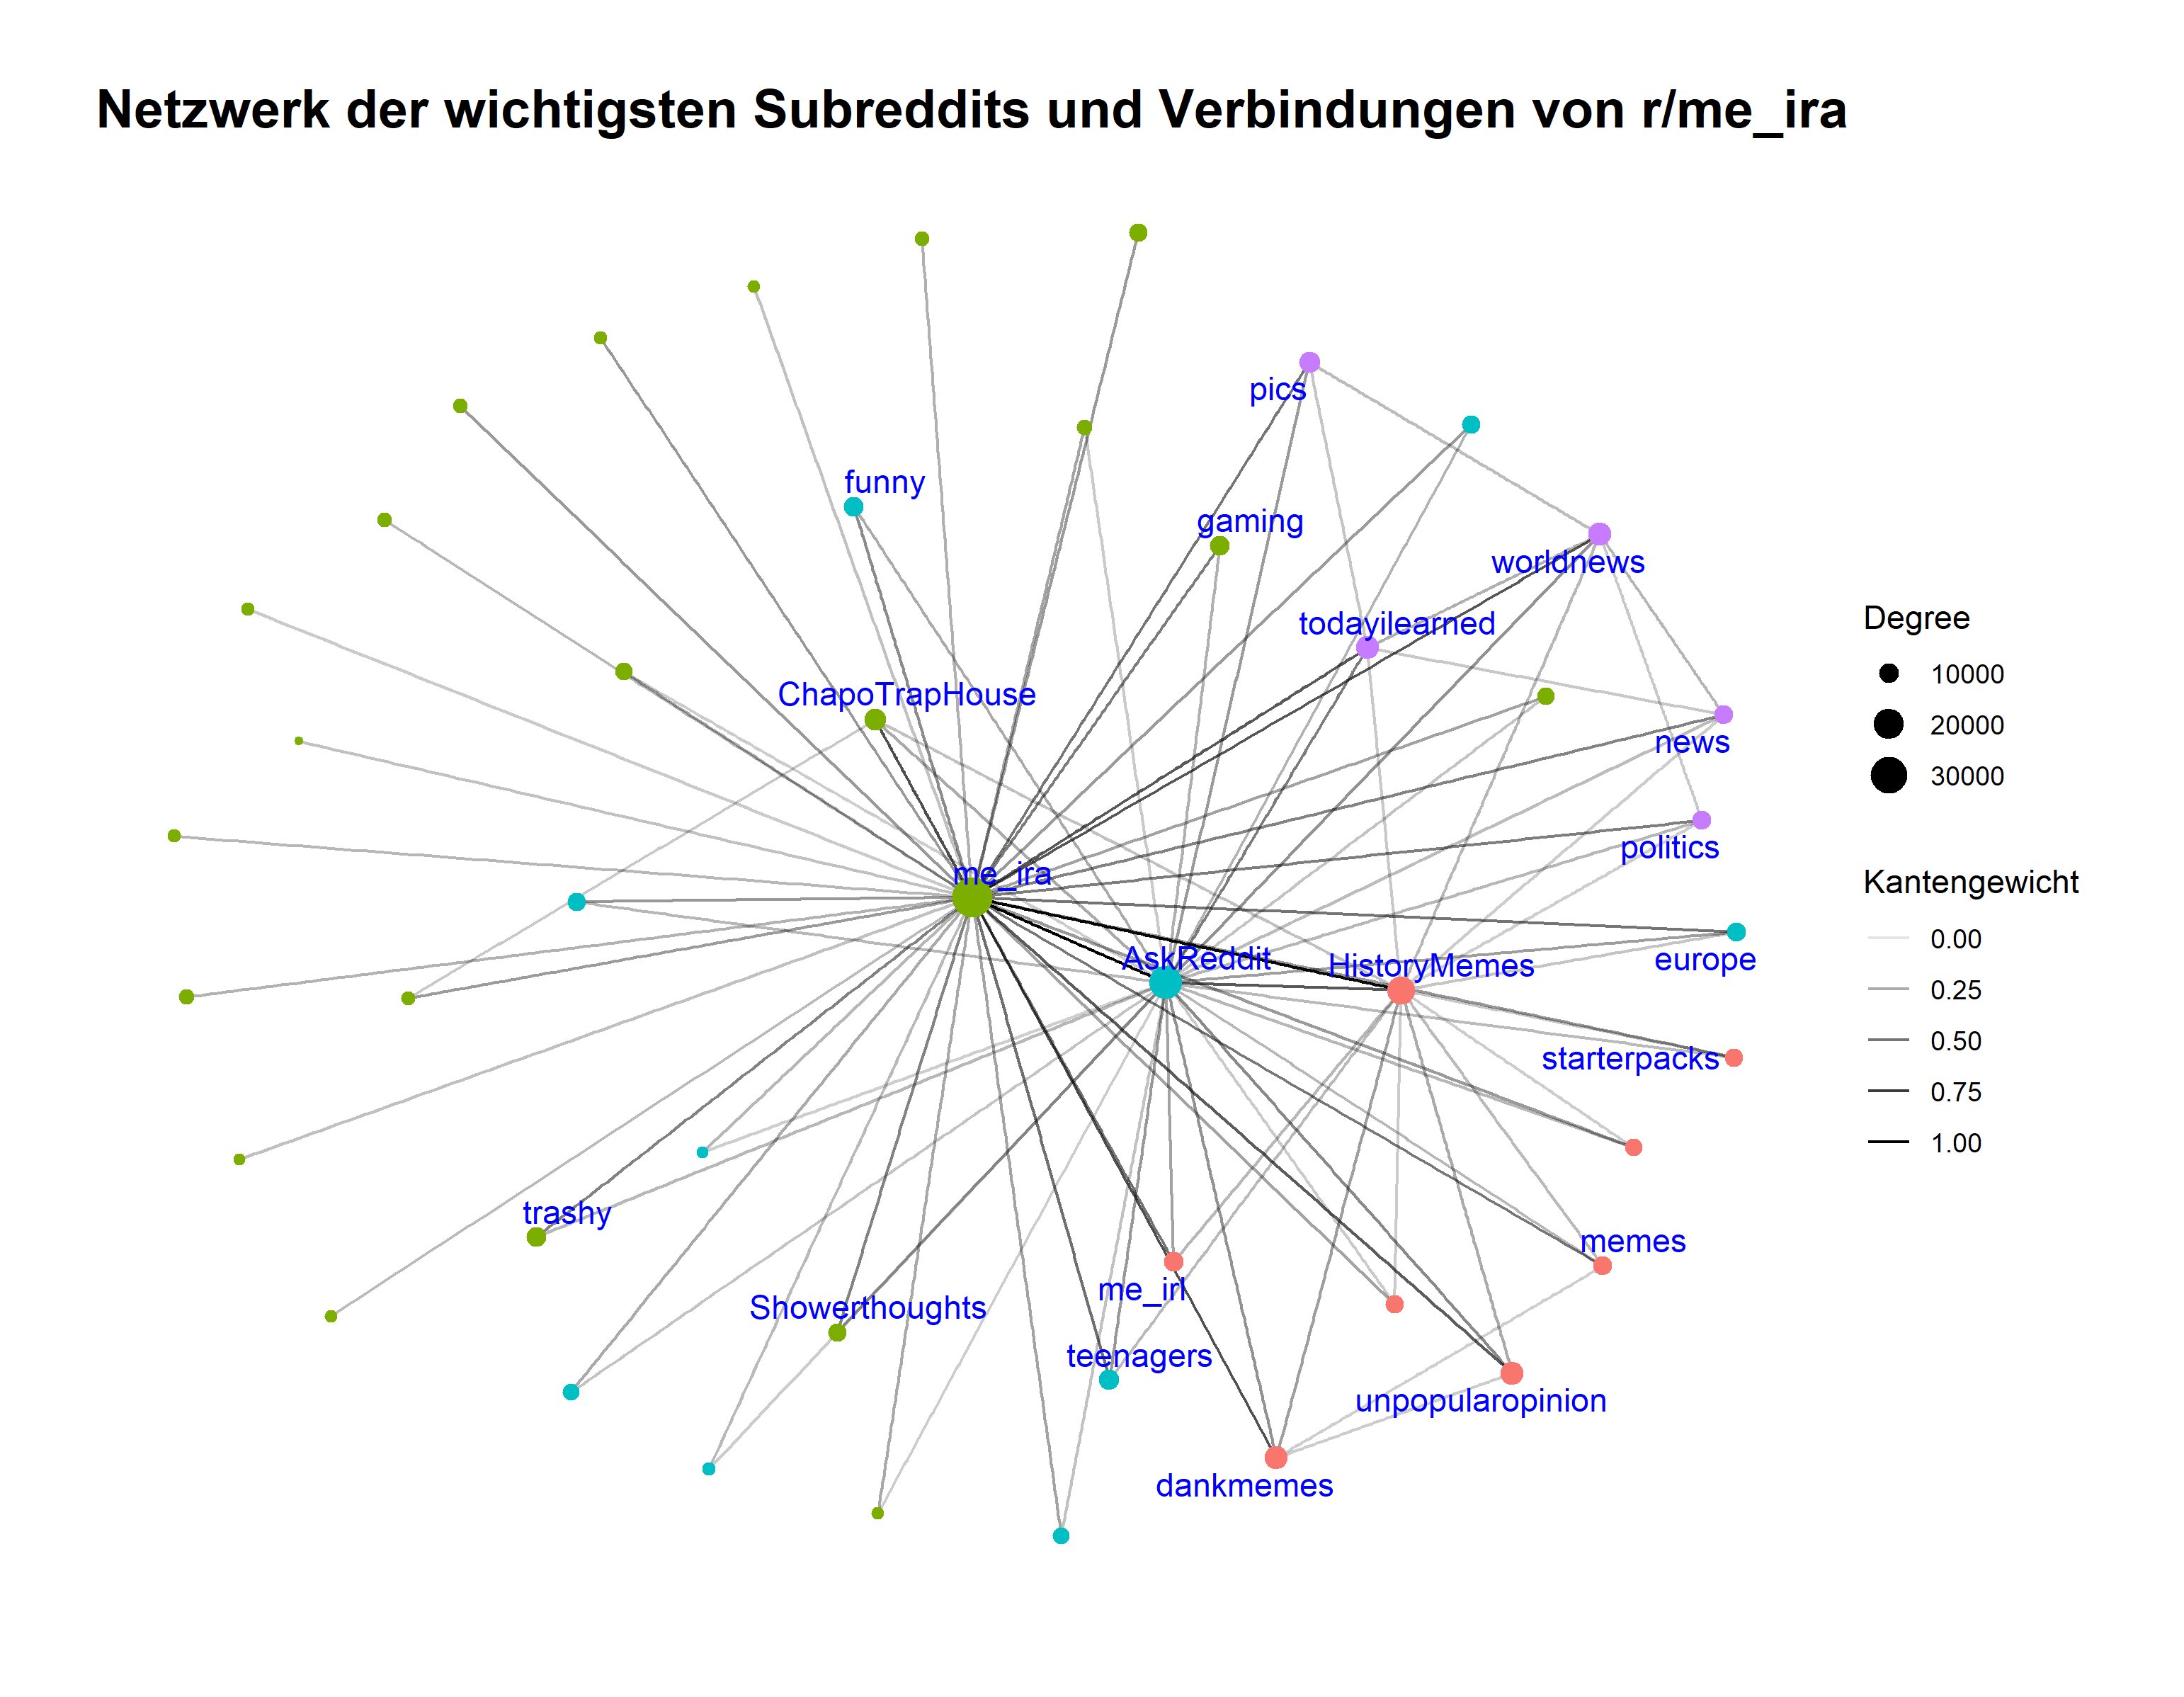 Netzwerk der wichtigsten Subreddits und Verbindungen von r/me_ira
pics
funny
gaming
worldnews
todayilearned
ChapoTrapHouse
news
politics
me_ira
AskReddit
HistoryMemes
europe
starterpacks
trashy
memes
me_irl
Showerthoughts
teenagers
unpopularopinion
dankmemes
Degree
10000
20000
30000
Kantengewicht
0.00
0.25
0.50
0.75
1.00